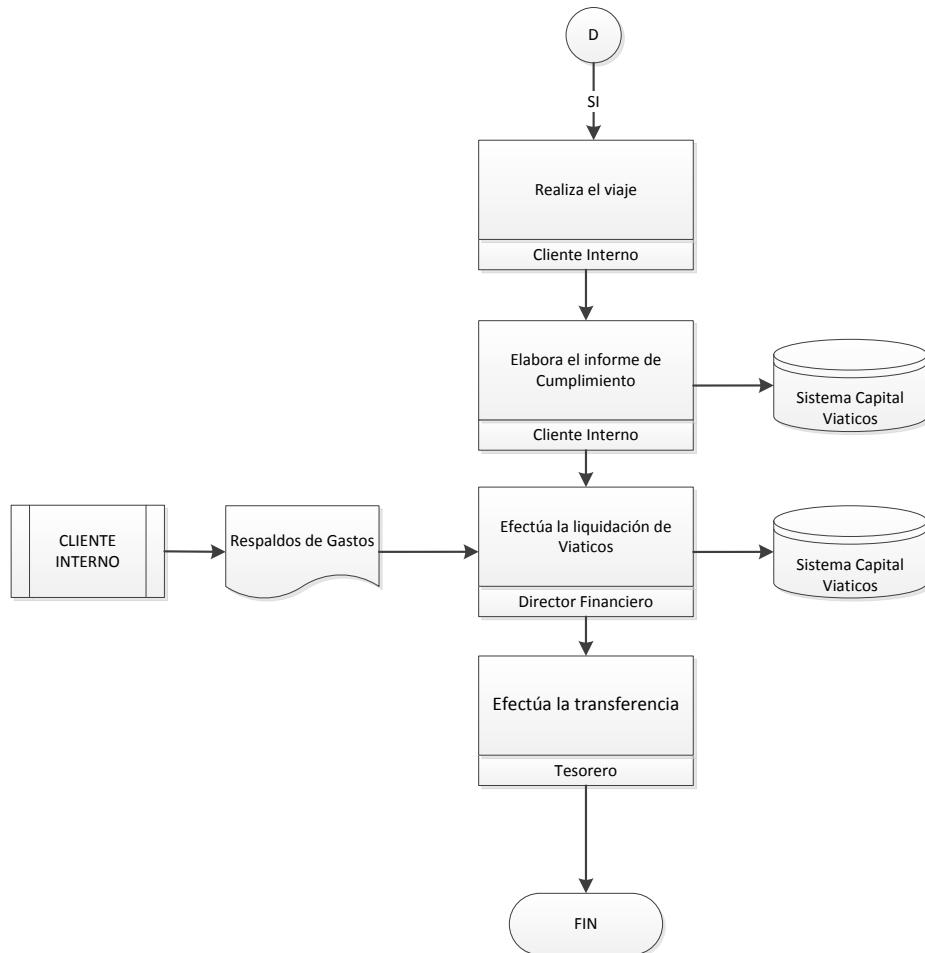 D
SI
Realiza el viaje
Cliente Interno
Elabora el informe de
Cumplimiento
Cliente Interno
Sistema Capital
Viaticos
CLIENTE
INTERNO
Respaldos de Gastos
Efectúa la liquidación de
Viaticos
Director Financiero
Sistema Capital
Viaticos
Efectúa la transferencia
Tesorero
FIN